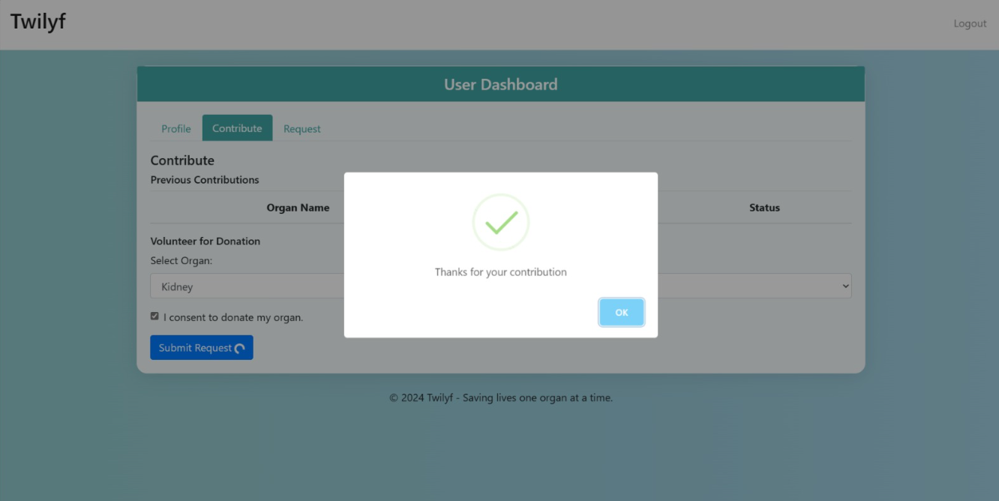 Twilyf
Logout
User Dashboard
Profile Contribute Request
Contribute
Previous Contributions
Organ Name Status
Volunteer for Donation
Select Organ:
Kidney
I consent to donate my organ.
Submit Request
Thanks for your contribution
OK
© 2024 Twilyf - Saving lives one organ at a time.